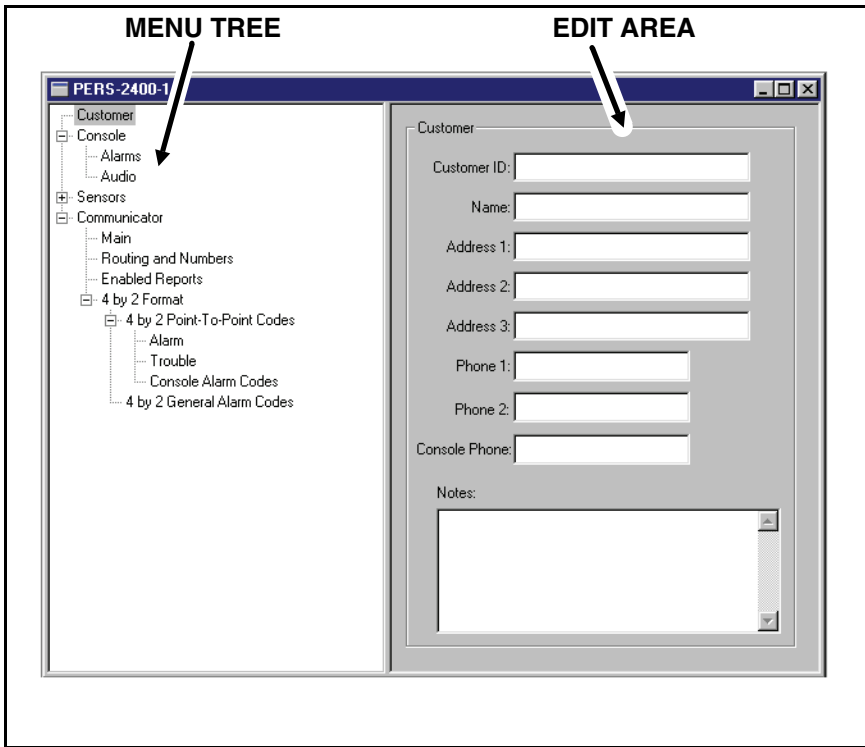 MENU TREE
EDIT AREA
PERS-2400-1
Customer
Console
Alarms
Audio
Sensors
Communicator
Main
Routing and Numbers
Enabled Reports
4 by 2 Format
4 by 2 Point-To-Point Codes
Alarm
Trouble
Console Alarm Codes
4 by 2 General Alarm Codes
Customer
Customer ID:
Name:
Address 1:
Address 2:
Address 3:
Phone 1:
Phone 2:
Console Phone:
Notes: